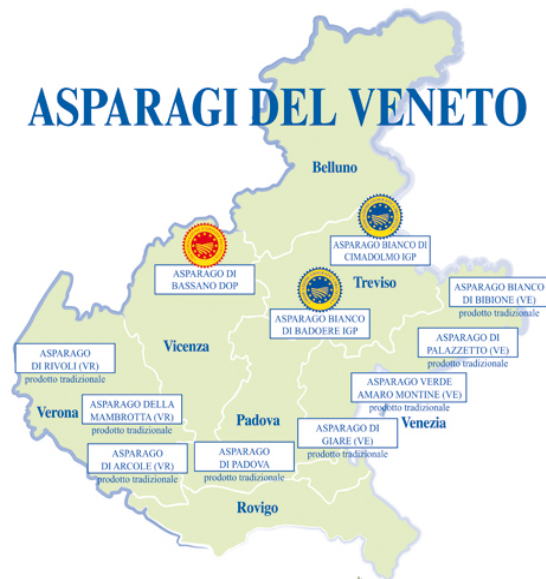 ASPARAGI DEL VENETO
Belluno
ASPARAGO BIANCO DI
CIMADOLMO IGP
ASPARAGO DI
BASSANO DOP
Treviso
ASPARAGO BIANCO
DI BIBIONE (VE)
prodotto tradizionale
ASPARAGO BIANCO
DI BADOERE IGP
Vicenza
ASPARAGO DI
PALAZZETTO (VE)
prodotto tradizionale
ASPARAGO
DI RIVOLI (VR)
prodotto tradizionale
ASPARAGO VERDE
AMARO MONTINE (VE)
prodotto tradizionale
Verona
ASPARAGO DELLA
MAMBROTTA (VR)
prodotto tradizionale
Padova
ASPARAGO DI
GIARE (VE)
prodotto tradizionale
Venezia
ASPARAGO
DI ARCOLE (VR)
prodotto tradizionale
ASPARAGO
DI PADOVA
prodotto tradizionale
Rovigo